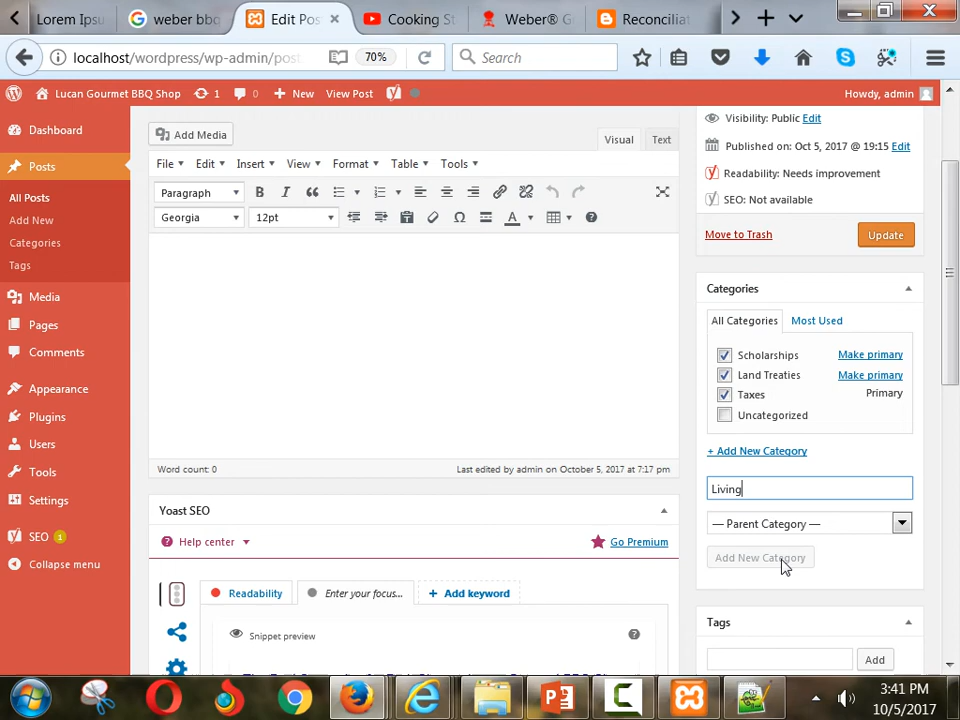 Lorem Ipsu
weber bbq
Edit Pos
Cooking St
Weber® G
Reconciliat
localhost/wordpress/wp-admin/post
70%
Search
Lucan Gourmet BBQ Shop
1
New
View Post
Howdy, admin
Dashboard
Posts
All Posts
Add New
Categories
Tags
Media
Pages
Comments
Appearance
Plugins
Users
Tools
Settings
SEO 1
Collapse menu
Add Media
Visual
Text
File
Edit
Insert
View
Format
Table
Tools
Paragraph
Georgia
12pt
Word count: 0
Last edited by admin on October 5, 2017 at 7:17 pm
Yoast SEO
Help center
Go Premium
Readability
Enter your focus...
+ Add keyword
Snippet preview
Visibility: Public Edit
Published on: Oct 5, 2017 @ 19:15 Edit
Readability: Needs improvement
SEO: Not available
Move to Trash
Update
Categories
All Categories
Most Used
Scholarships
Make primary
Land Treaties
Make primary
Taxes
Primary
Uncategorized
+ Add New Category
Living
— Parent Category —
Add New Category
Tags
Add
3:41 PM
10/5/2017